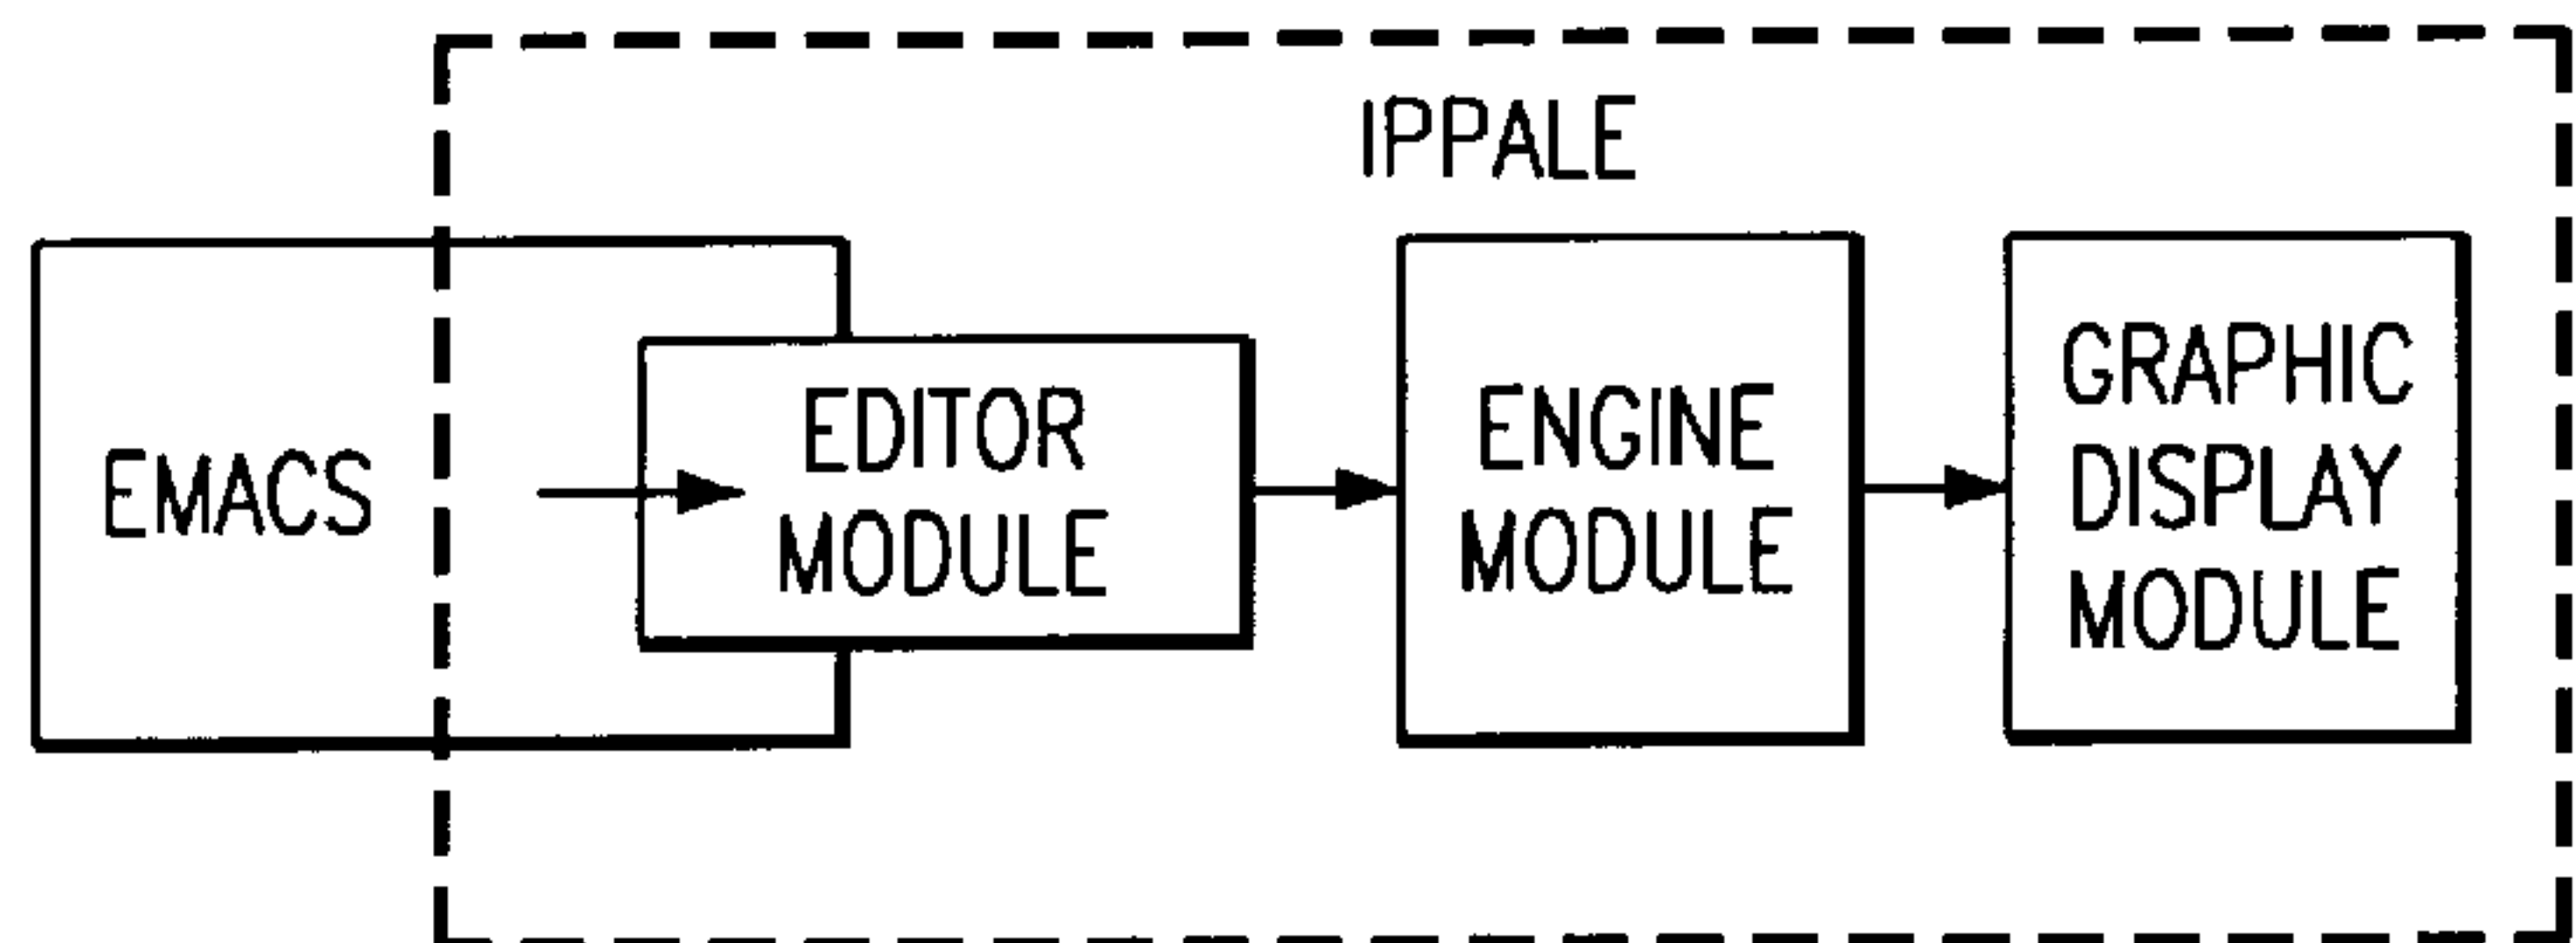 IPPALE
EMACS
EDITOR
MODULE
ENGINE
MODULE
GRAPHIC
DISPLAY
MODULE